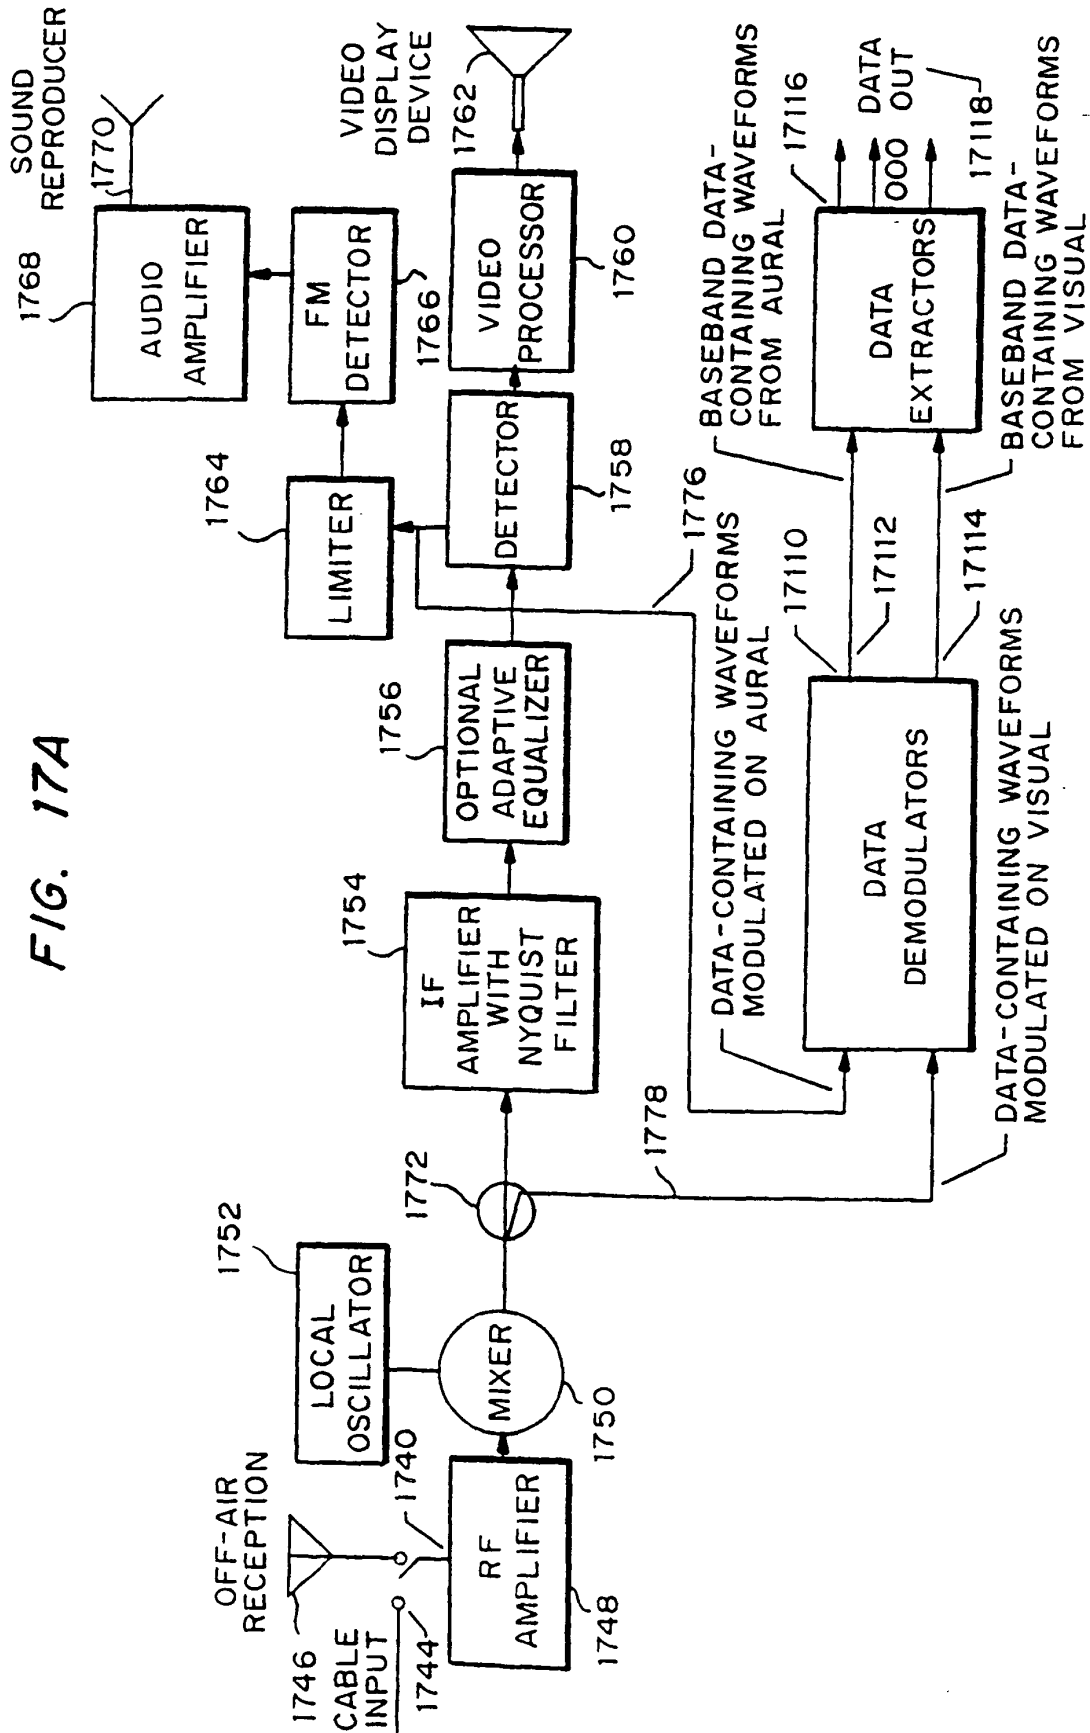 FIG. 17A
SOUND
REPRODUCER
1770
1768
AUDIO
AMPLIFIER
FM
DETECTOR
1766
1764
LIMITER
VIDEO
DISPLAY
DEVICE
1762
VIDEO
PROCESSOR
1760
DETECTOR
1758
1756
OPTIONAL
ADAPTIVE
EQUALIZER
1754
IF
AMPLIFIER
WITH
NYQUIST
FILTER
1772
1752
LOCAL
OSCILLATOR
MIXER
1750
OFF-AIR
RECEPTION
1746
CABLE
INPUT
1744
1740
RF
AMPLIFIER
1748
1776
1778
DATA-CONTAINING WAVEFORMS
MODULATED ON AURAL
DATA
DEMODULATORS
DATA-CONTAINING WAVEFORMS
MODULATED ON VISUAL
17110
17112
17114
BASEBAND DATA-
CONTAINING WAVEFORMS
FROM AURAL
DATA
EXTRACTORS
BASEBAND DATA-
CONTAINING WAVEFORMS
FROM VISUAL
17116
000
DATA
OUT
17118